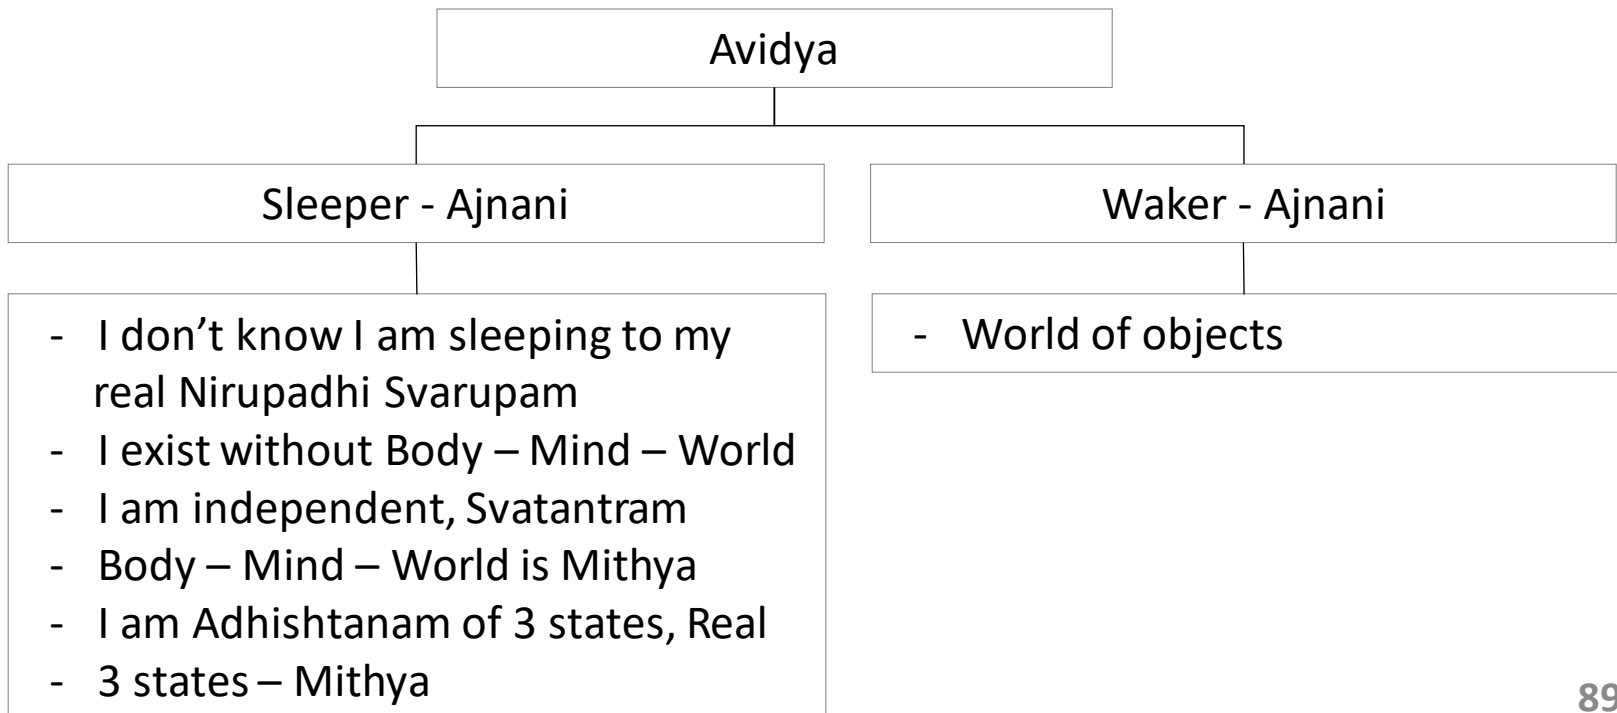 Avidya
Sleeper - Ajnani
Waker - Ajnani
- I don’t know I am sleeping to my
real Nirupadhi Svarupam
- I exist without Body – Mind – World
- I am independent, Svatantram
- Body – Mind – World is Mithya
- I am Adhishtanam of 3 states, Real
- 3 states – Mithya
- World of objects
89